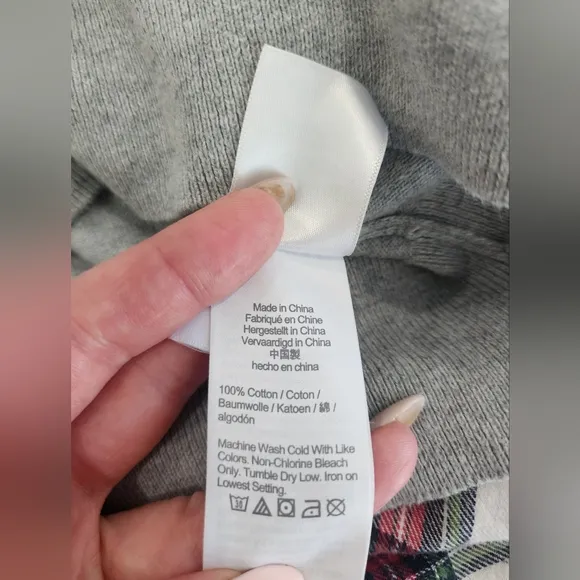 Made in China
Fabriqué en Chine
Hergestellt in China
Vervaardigd in China
中国製
hecho en china
100% Cotton / Coton /
Baumwolle / Katoen / 綿 /
algodón
Machine Wash Cold With Like
Colors. Non-Chlorine Bleach
Only. Tumble Dry Low. Iron on
Lowest Setting.
30